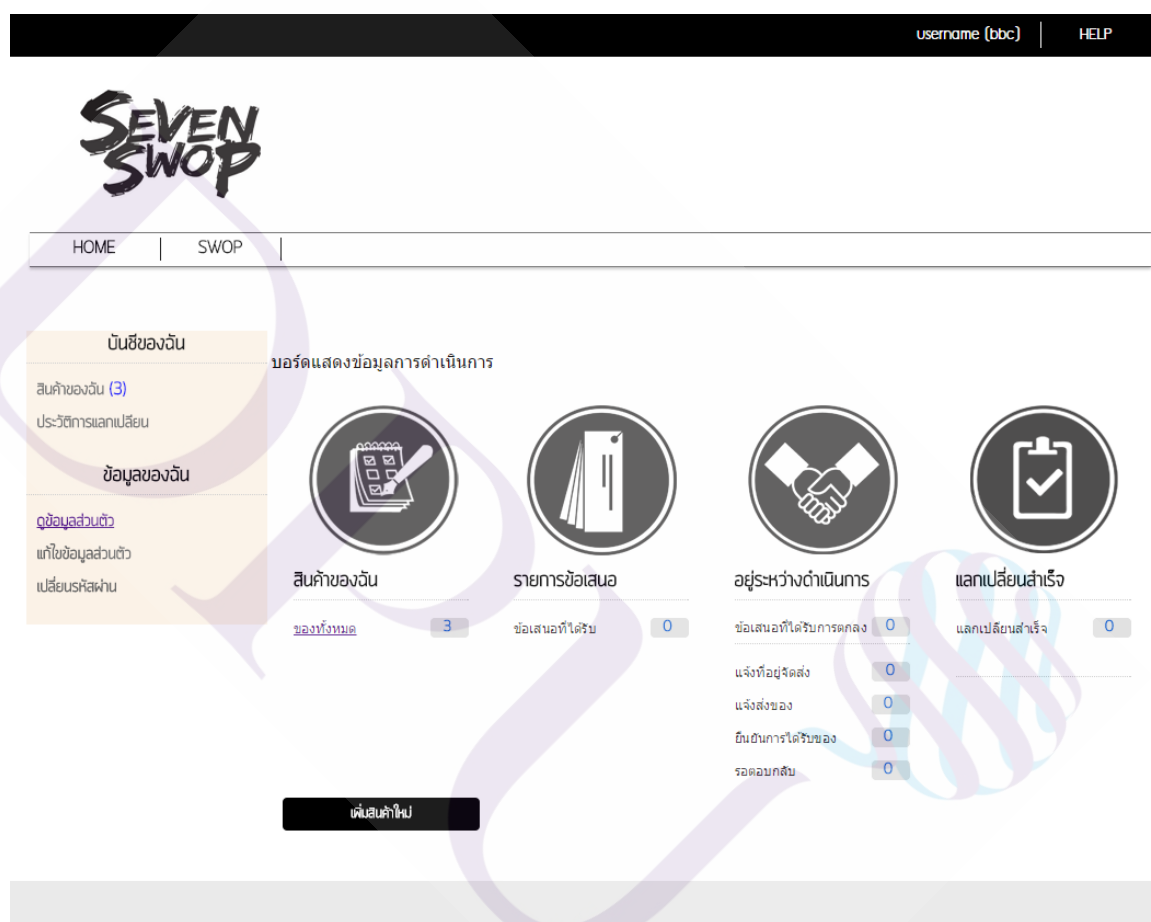 username (bbc)
HELP
SEVEN
SWOP
HOME
SWOP
บันชีของฉัน
สินค้าของฉัน (3)
ประวัติการแลกเปลี่ยน
ข้อมูลของฉัน
ดูข้อมูลส่วนตัว
แก้ไขข้อมูลส่วนตัว
เปลี่ยนรหัสผ่าน
บอร์ดแสดงข้อมูลการดำเนินการ
สินค้าของฉัน
ของทั้งหมด 3
รายการข้อเสนอ
ข้อเสนอที่ได้รับ 0
อยู่ระหว่างดำเนินการ
ข้อเสนอที่ได้รับการตกลง 0
แจ้งที่อยู่จัดส่ง 0
แจ้งส่งของ 0
ยืนยันการได้รับของ 0
รอตอบกลับ 0
แลกเปลี่ยนสำเร็จ
แลกเปลี่ยนสำเร็จ 0
เพิ่มสินค้าใหม่